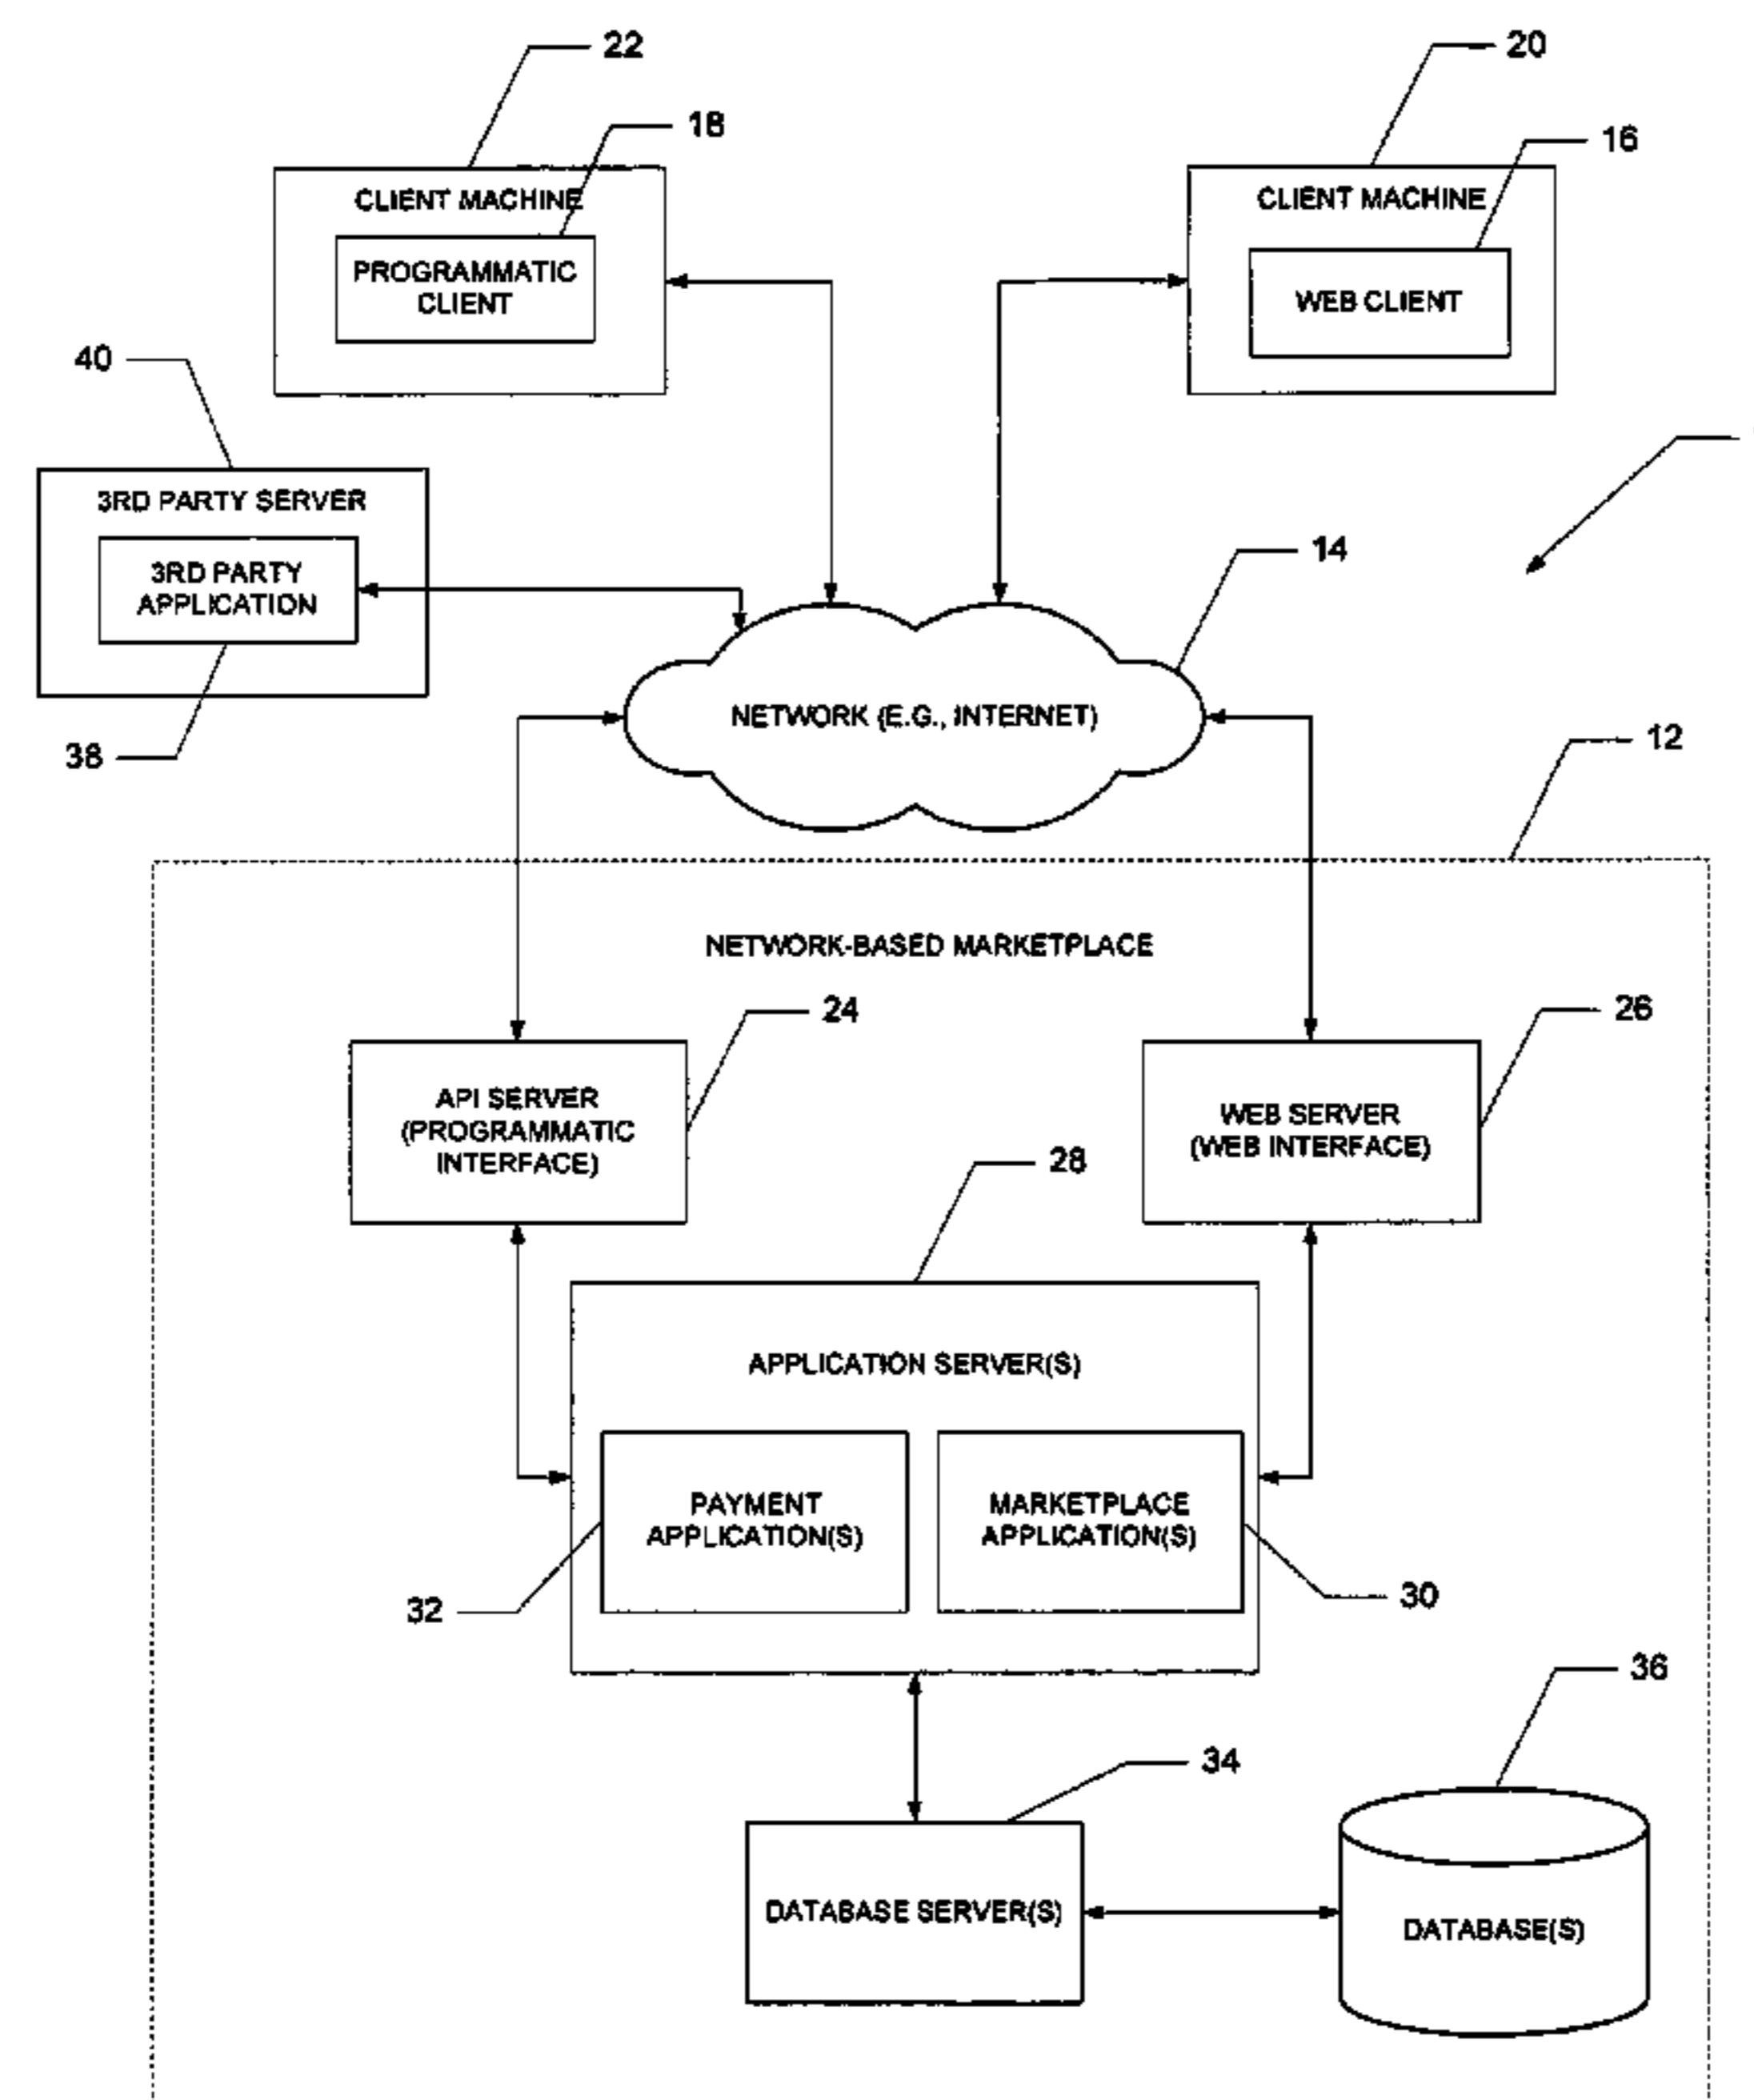 22
20
18
16
CLIENT MACHINE
CLIENT MACHINE
PROGRAMMATIC
CLIENT
WEB CLIENT
40
3RD PARTY SERVER
3RD PARTY
APPLICATION
14
NETWORK (E.G., INTERNET)
38
12
NETWORK-BASED MARKETPLACE
24
26
API SERVER
(PROGRAMMATIC
INTERFACE)
WEB SERVER
(WEB INTERFACE)
28
APPLICATION SERVER(S)
PAYMENT
APPLICATION(S)
MARKETPLACE
APPLICATION(S)
32
30
36
34
DATABASE SERVER(S)
DATABASE(S)